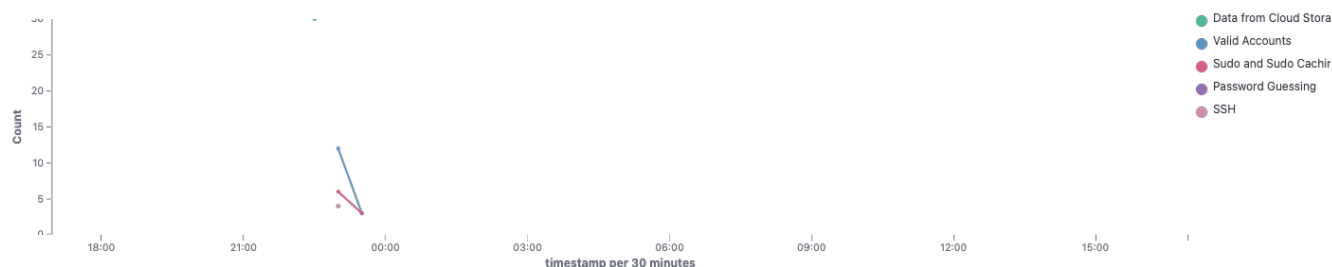 30
25
20
15
10
5
0
Count
18:00
21:00
00:00
03:00
06:00
09:00
12:00
15:00
timestamp per 30 minutes
Data from Cloud Stora
Valid Accounts
Sudo and Sudo Cachir
Password Guessing
SSH